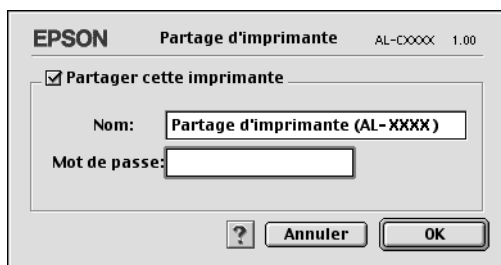 EPSON Partage d'imprimante AL-CXXXX 1.00
Partager cette imprimante
Nom: Partage d'imprimante (AL-XXXX)
Mot de passe:
? Annuler OK